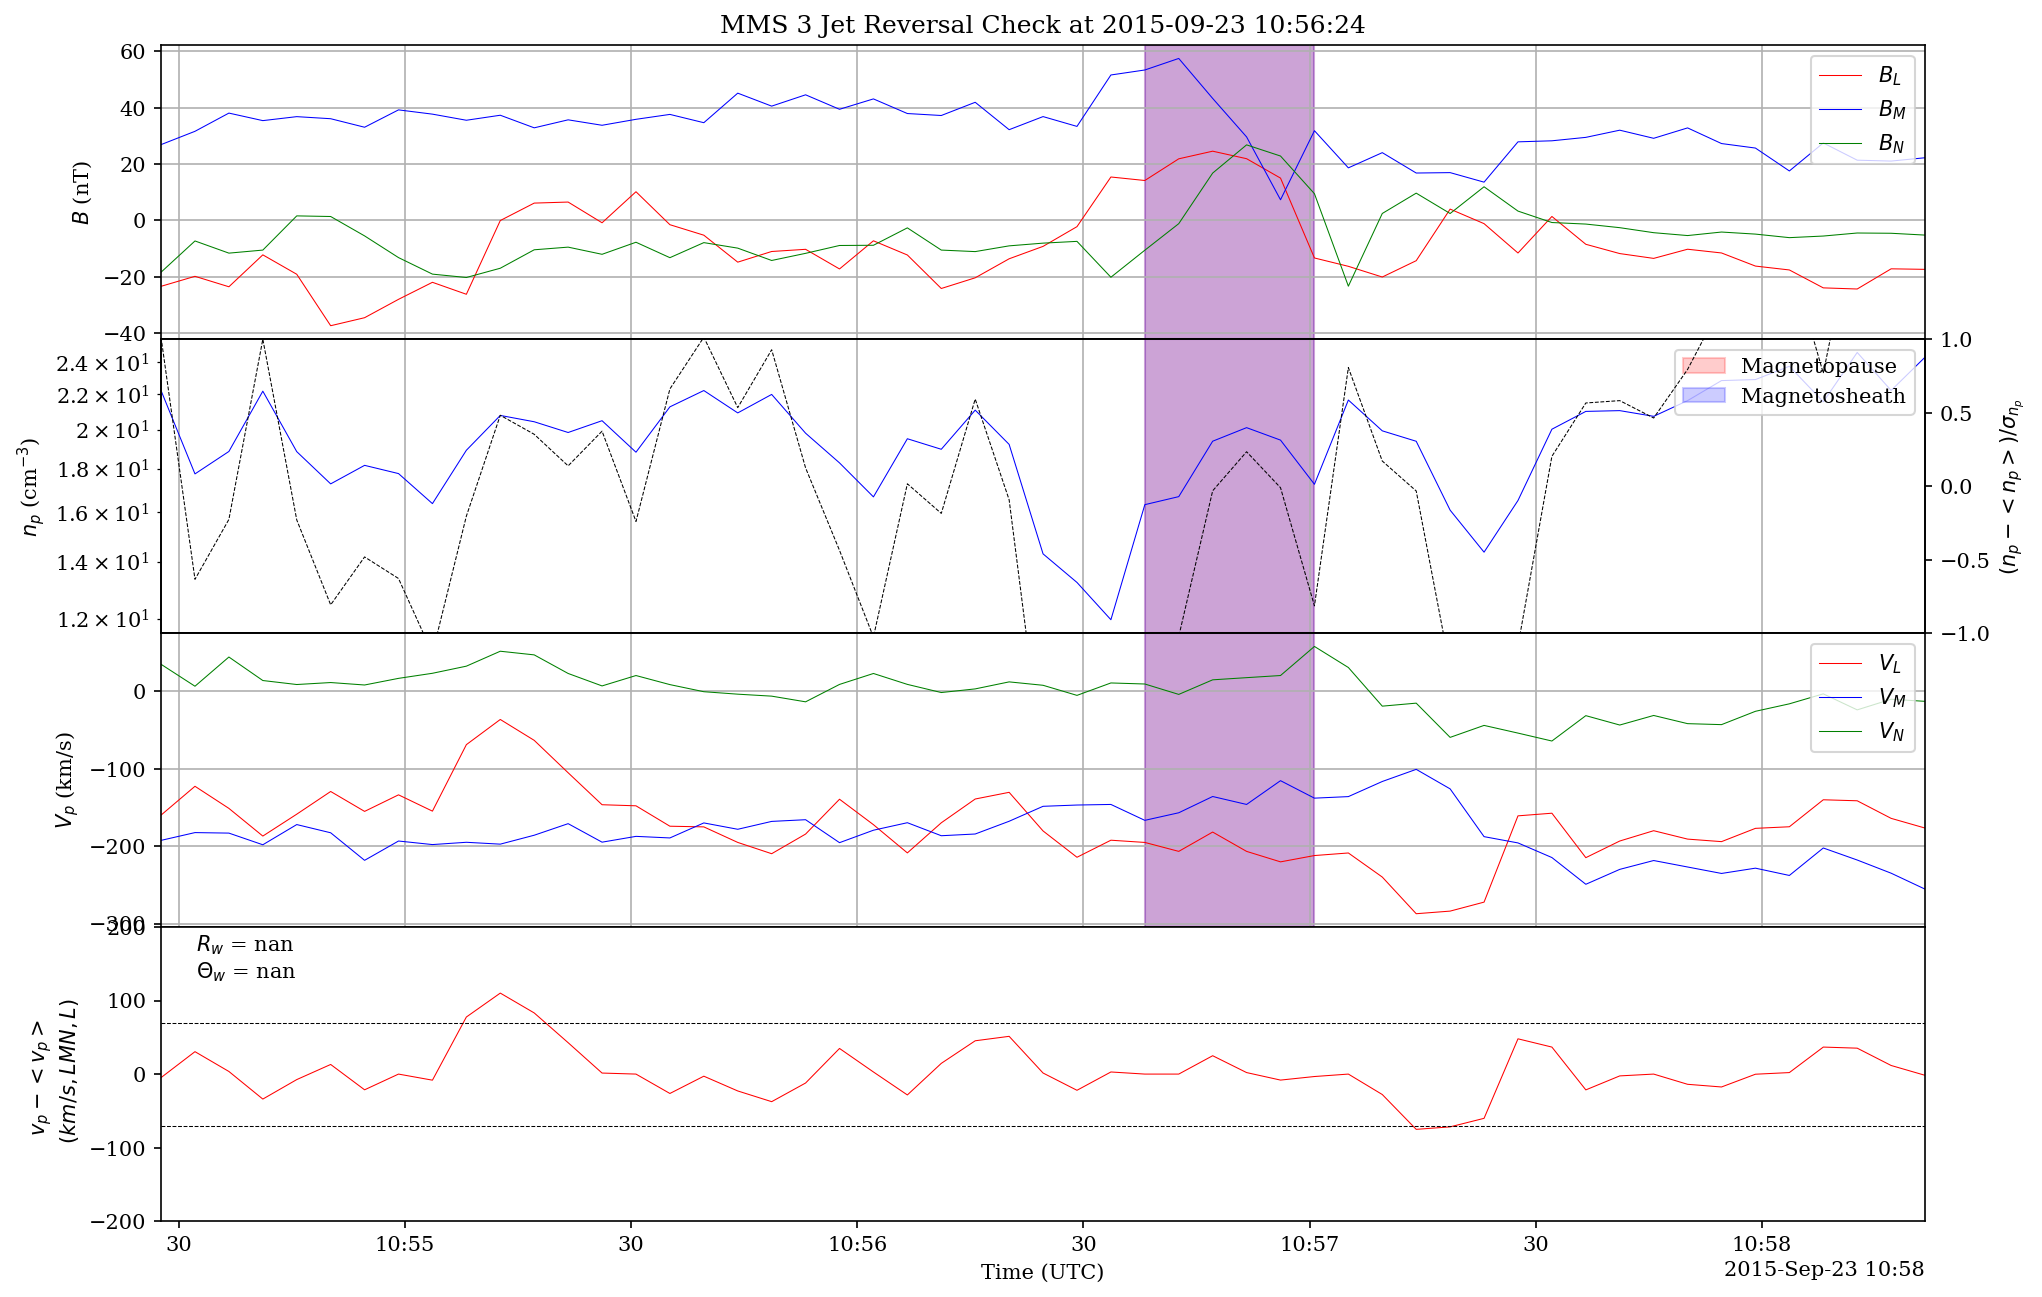 MMS 3 Jet Reversal Check at 2015-09-23 10:56:24
60
40
20
0
−20
−40
B (nT)
B_L
B_M
B_N
2.4 × 10^1
2.2 × 10^1
2 × 10^1
1.8 × 10^1
1.6 × 10^1
1.4 × 10^1
1.2 × 10^1
n_p (cm^{−3})
Magnetopause
Magnetosheath
1.0
0.5
0.0
−0.5
−1.0
(n_p − < n_p >)/σ_{n_p}
0
−100
−200
−300
V_p (km/s)
V_L
V_M
V_N
200
100
0
−100
−200
v_p − < v_p >
(km/s, LMN, L)
R_w = nan
Θ_w = nan
30
10:55
30
10:56
30
10:57
30
10:58
Time (UTC)
2015-Sep-23 10:58